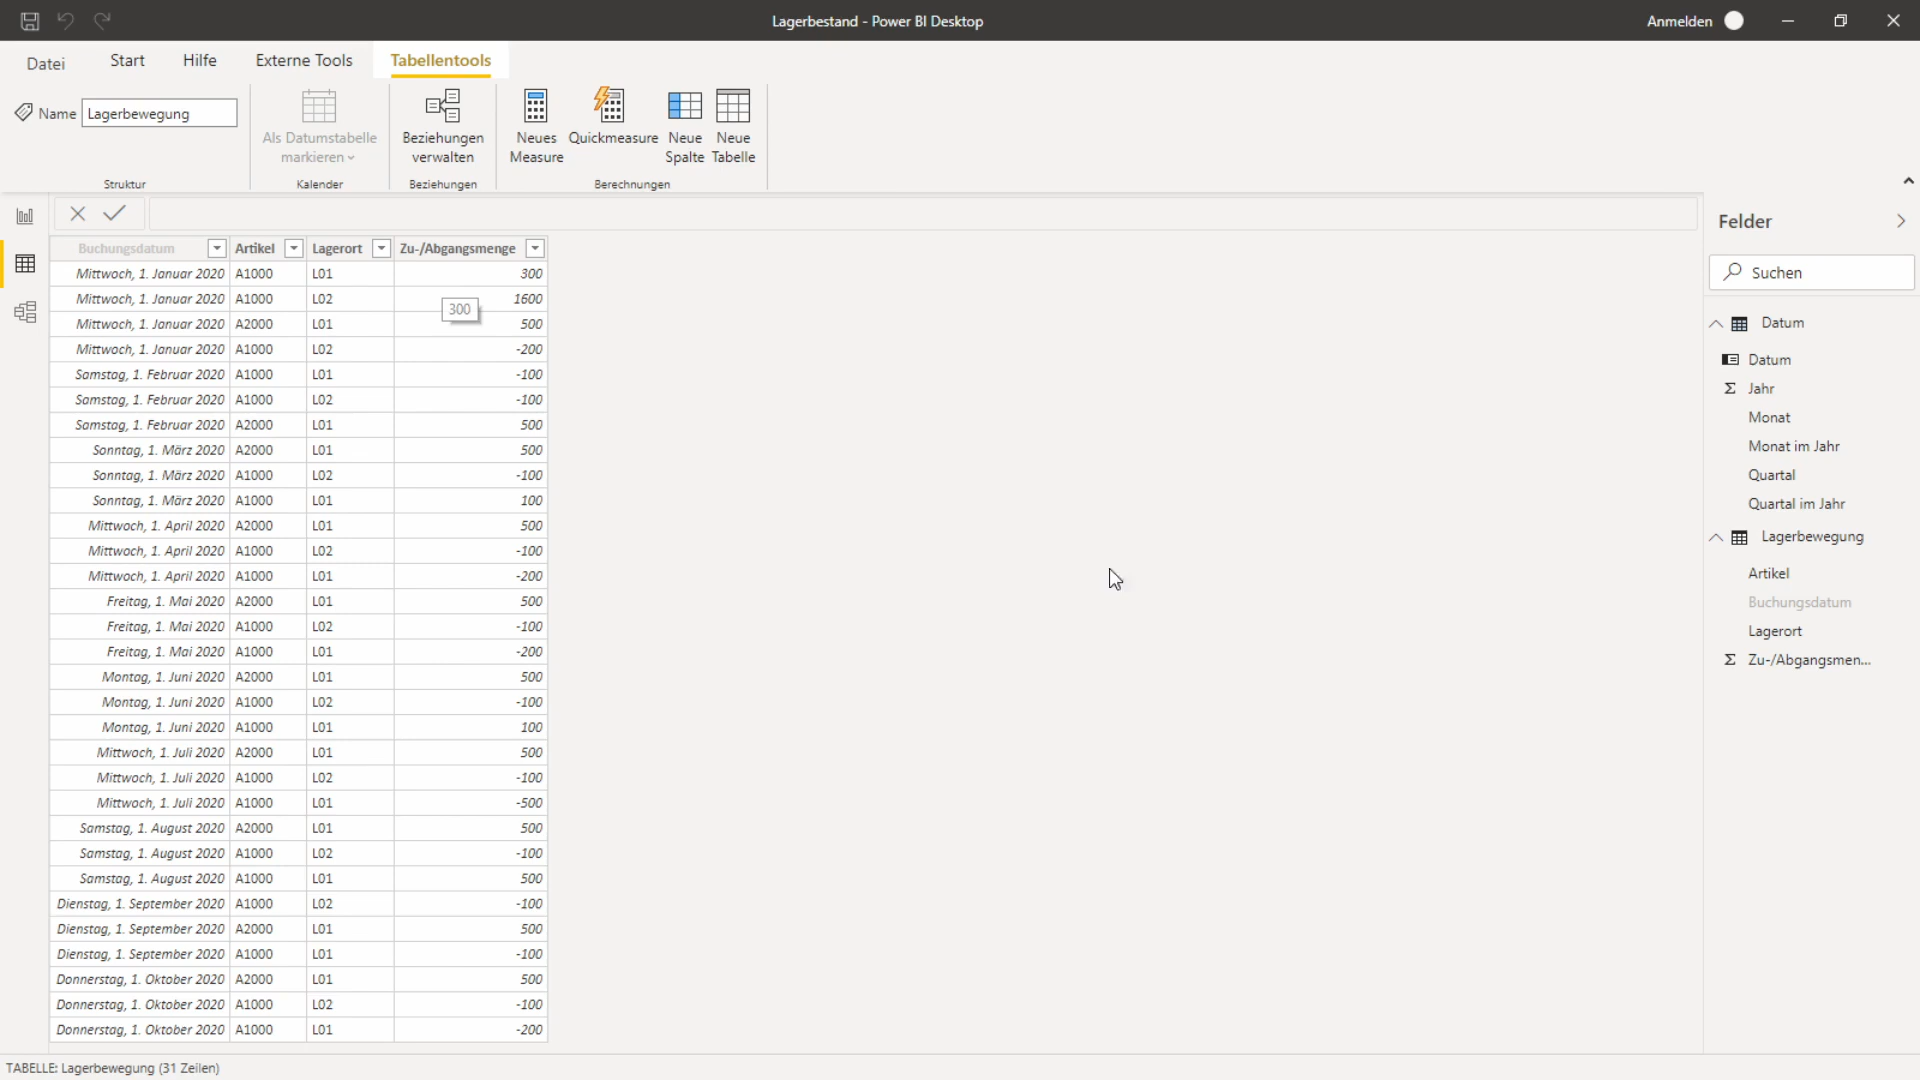 Lagerbestand - Power BI Desktop
Anmelden
Datei
Start
Hilfe
Externe Tools
Tabellentools
Name
Lagerbewegung
Als Datumstabelle
markieren
Beziehungen
verwalten
Neues
Measure
Quickmeasure
Neue
Spalte
Neue
Tabelle
Struktur
Kalender
Beziehungen
Berechnungen
Buchungsdatum Artikel Lagerort Zu-/Abgangsmenge
Mittwoch, 1. Januar 2020 A1000 L01 300
Mittwoch, 1. Januar 2020 A1000 L02 1600
300
Mittwoch, 1. Januar 2020 A2000 L01 500
Mittwoch, 1. Januar 2020 A1000 L02 -200
Samstag, 1. Februar 2020 A1000 L01 -100
Samstag, 1. Februar 2020 A1000 L02 -100
Samstag, 1. Februar 2020 A2000 L01 500
Sonntag, 1. März 2020 A2000 L01 500
Sonntag, 1. März 2020 A1000 L02 -100
Sonntag, 1. März 2020 A1000 L01 100
Mittwoch, 1. April 2020 A2000 L01 500
Mittwoch, 1. April 2020 A1000 L02 -100
Mittwoch, 1. April 2020 A1000 L01 -200
Freitag, 1. Mai 2020 A2000 L01 500
Freitag, 1. Mai 2020 A1000 L02 -100
Freitag, 1. Mai 2020 A1000 L01 -200
Montag, 1. Juni 2020 A2000 L01 500
Montag, 1. Juni 2020 A1000 L02 -100
Montag, 1. Juni 2020 A1000 L01 100
Mittwoch, 1. Juli 2020 A2000 L01 500
Mittwoch, 1. Juli 2020 A1000 L02 -100
Mittwoch, 1. Juli 2020 A1000 L01 -500
Samstag, 1. August 2020 A2000 L01 500
Samstag, 1. August 2020 A1000 L02 -100
Samstag, 1. August 2020 A1000 L01 500
Dienstag, 1. September 2020 A1000 L02 -100
Dienstag, 1. September 2020 A2000 L01 500
Dienstag, 1. September 2020 A1000 L01 -100
Donnerstag, 1. Oktober 2020 A2000 L01 500
Donnerstag, 1. Oktober 2020 A1000 L02 -100
Donnerstag, 1. Oktober 2020 A1000 L01 -200
Felder
Suchen
Datum
Datum
Σ Jahr
Monat
Monat im Jahr
Quartal
Quartal im Jahr
Lagerbewegung
Artikel
Buchungsdatum
Lagerort
Σ Zu-/Abgangsmen...
TABELLE: Lagerbewegung (31 Zeilen)